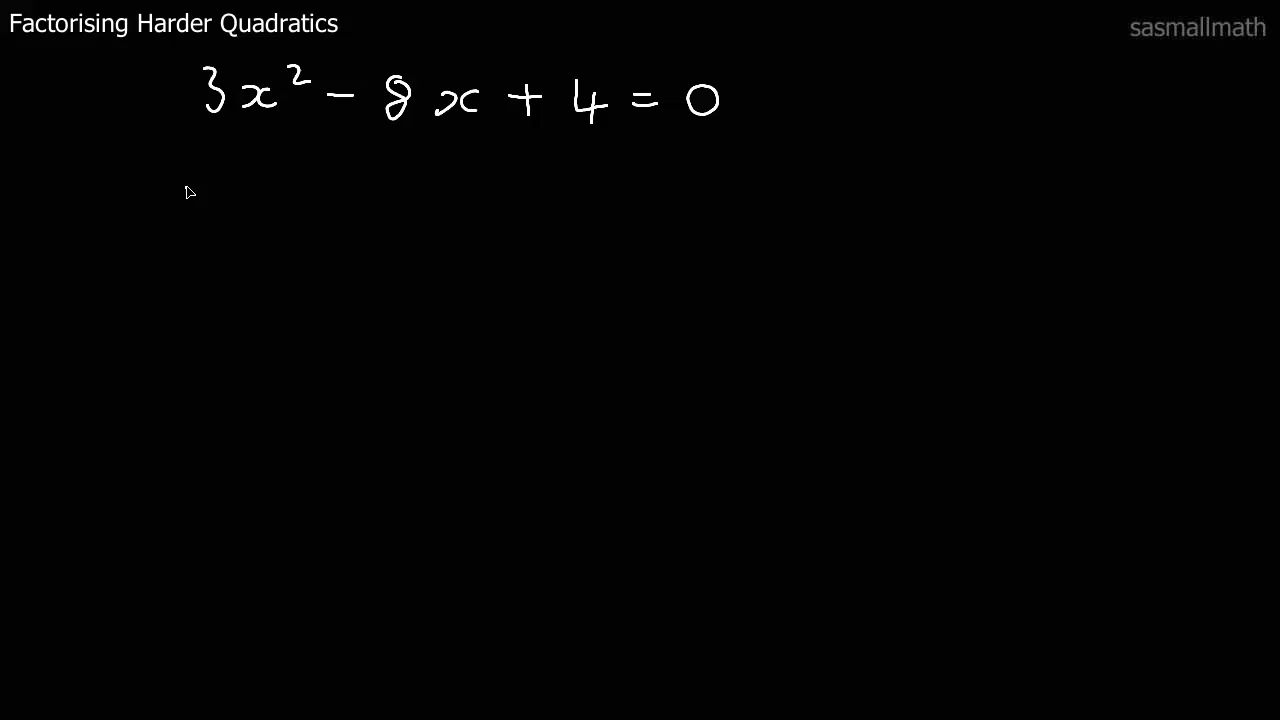 Factorising Harder Quadratics
sasmallmath
3x² - 8x + 4 = 0